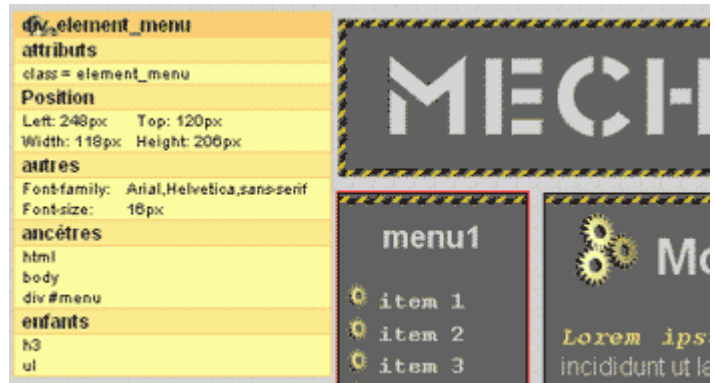 div.element_menu
attributs
class = element_menu
Position
Left: 248px Top: 120px
Width: 118px Height: 206px
autres
Font-family: Arial,Helvetica,sans-serif
Font-size: 16px
ancêtres
html
body
div #menu
enfants
h3
ul
MECH
menu1
item 1
item 2
item 3
Mo
Lorem ips
incididunt ut la